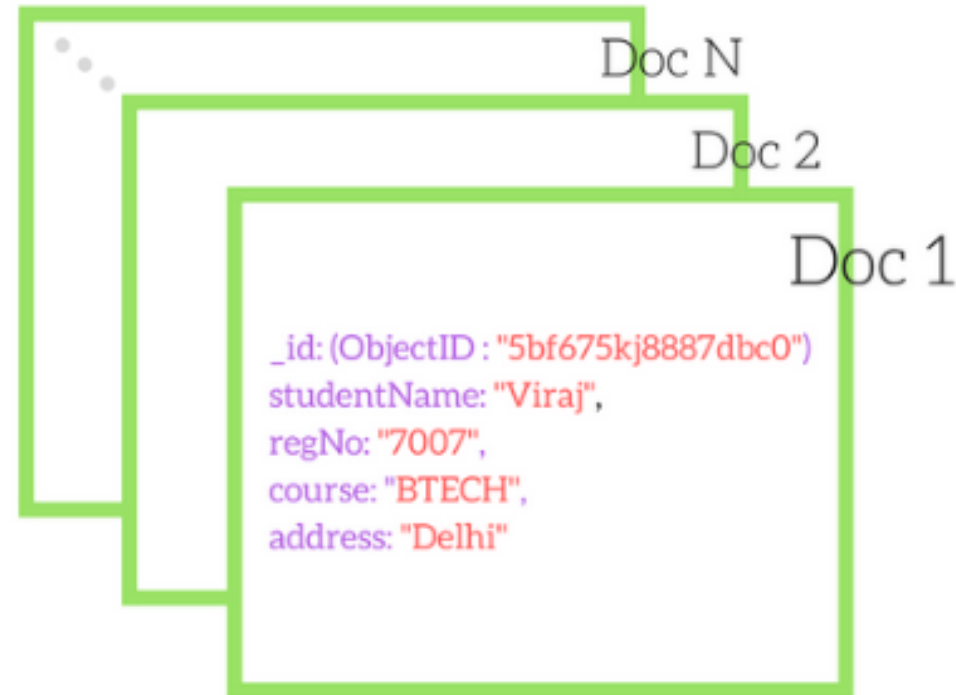 Doc N
Doc 2
Doc 1
_id: (ObjectID : "5bf675kj8887dbc0")
studentName: "Viraj",
regNo: "7007",
course: "BTECH",
address: "Delhi"